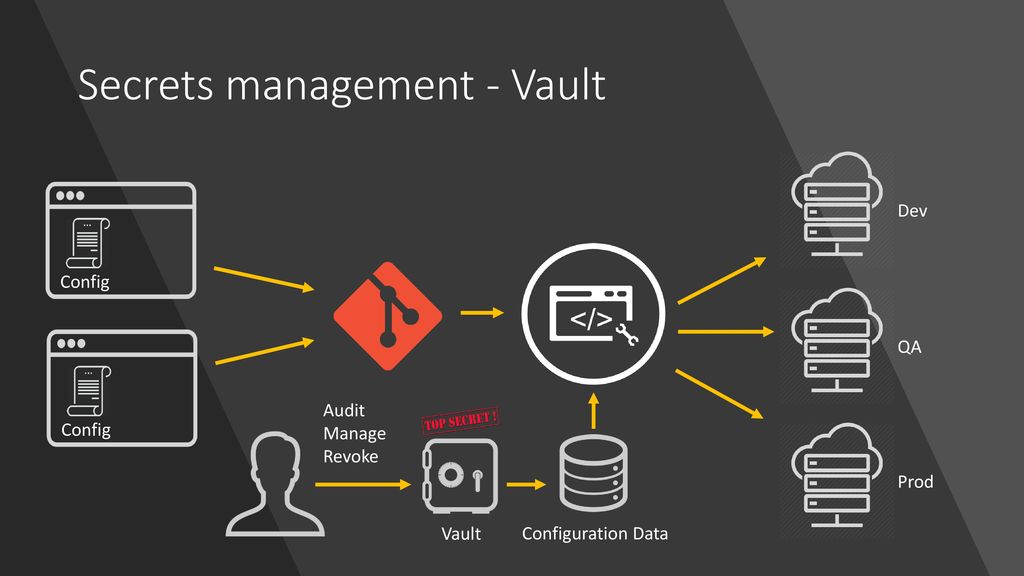 Secrets management - Vault
Config
Config
Audit
Manage
Revoke
TOP SECRET !
Vault
Configuration Data
</>
Dev
QA
Prod